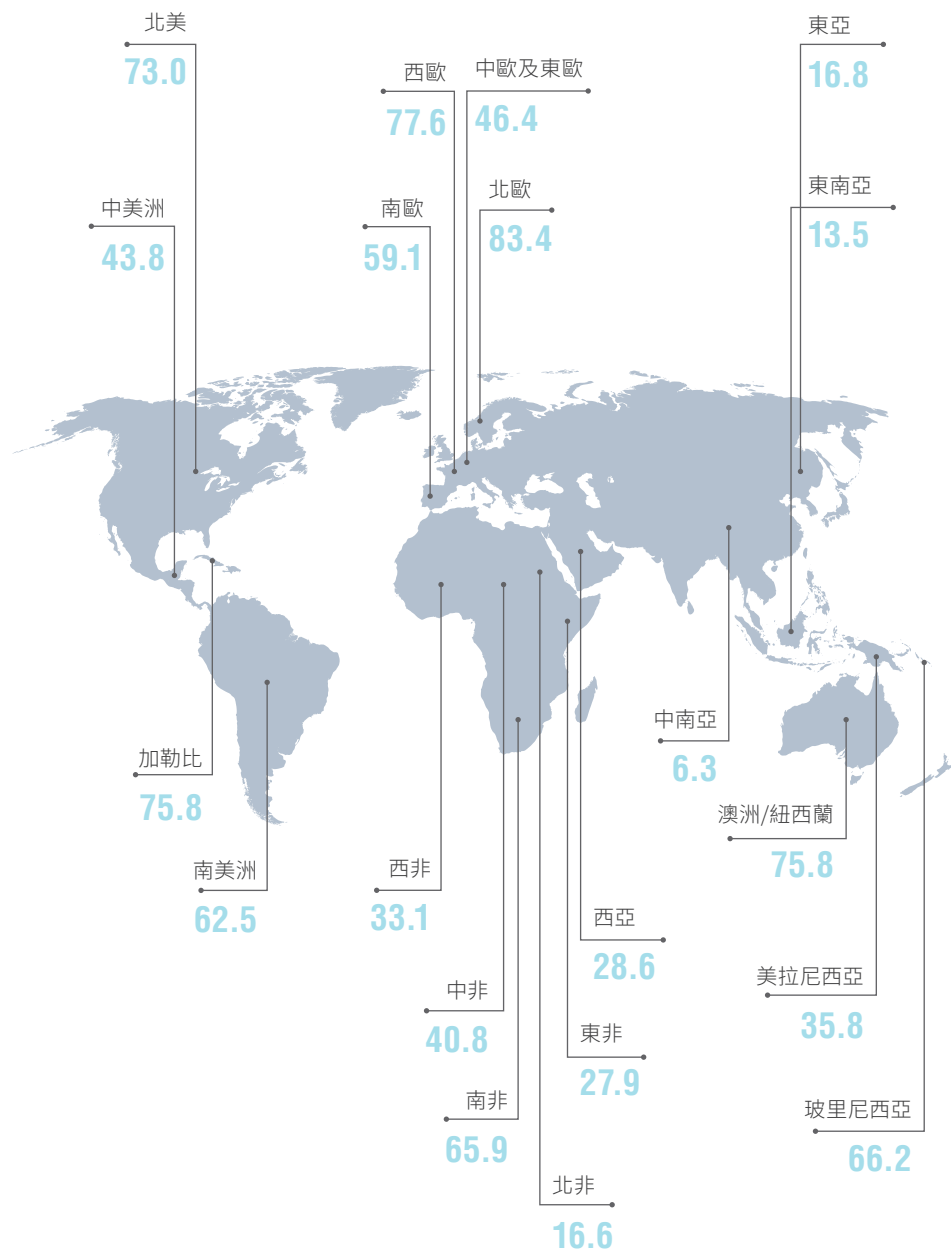 北美
73.0
西歐
77.6
中歐及東歐
46.4
東亞
16.8
中美洲
43.8
南歐
59.1
北歐
83.4
東南亞
13.5
加勒比
75.8
南美洲
62.5
西非
33.1
中非
40.8
南非
65.9
北非
16.6
東非
27.9
西亞
28.6
中南亞
6.3
澳洲/紐西蘭
75.8
美拉尼西亞
35.8
玻里尼西亞
66.2